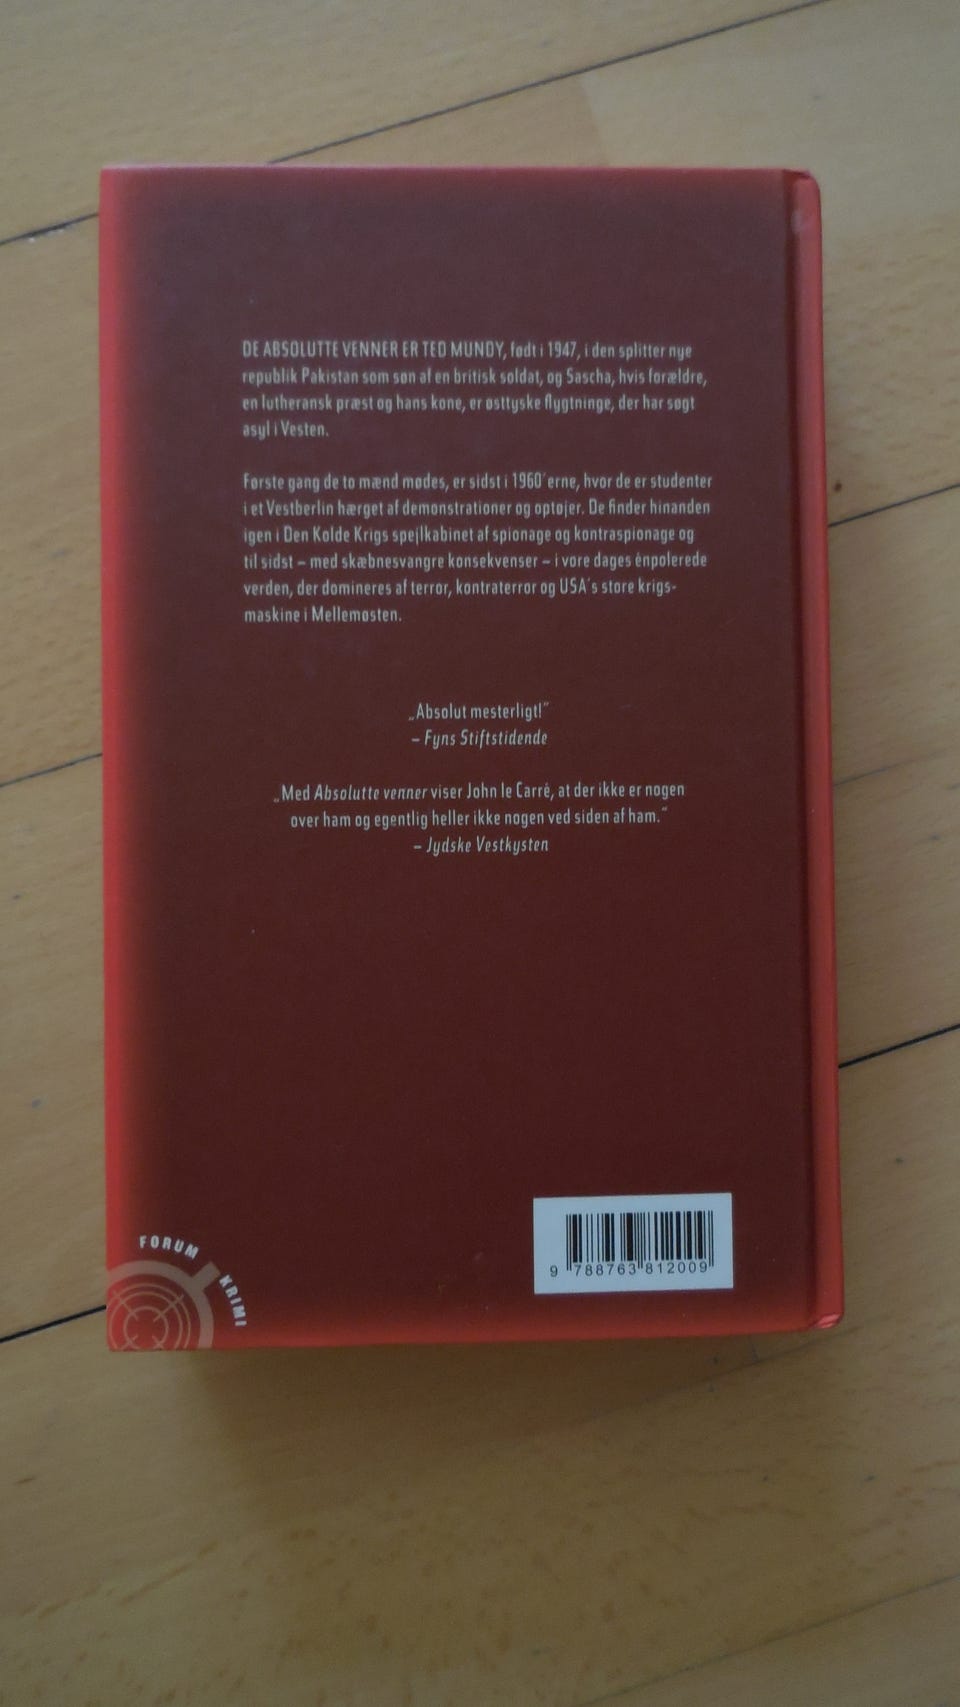 DE ABSOLUTTE VENNER ER TED MUNDY, født i 1947, i den splitter nye
republik Pakistan som søn af en britisk soldat, og Sascha, hvis forældre,
en lutheransk præst og hans kone, er østtyske flygtninge, der har søgt
asyl i Vesten.
Første gang de to mænd mødes, er sidst i 1960´erne, hvor de er studenter
i et Vestberlin hærget af demonstrationer og optøjer. De finder hinanden
igen i Den Kolde Krigs spejlkabinet af spionage og kontraspionage og
til sidst – med skæbnesvangre konsekvenser – i vore dages énpolerede
verden, der domineres af terror, kontraterror og USA´s store krigs-
maskine i Mellemøsten.
„Absolut mesterligt!“
– Fyns Stiftstidende
„Med Absolutte venner viser John le Carré, at der ikke er nogen
over ham og egentlig heller ikke nogen ved siden af ham.“
– Jydske Vestkysten
FORUM KRIMI
9 788763 812009